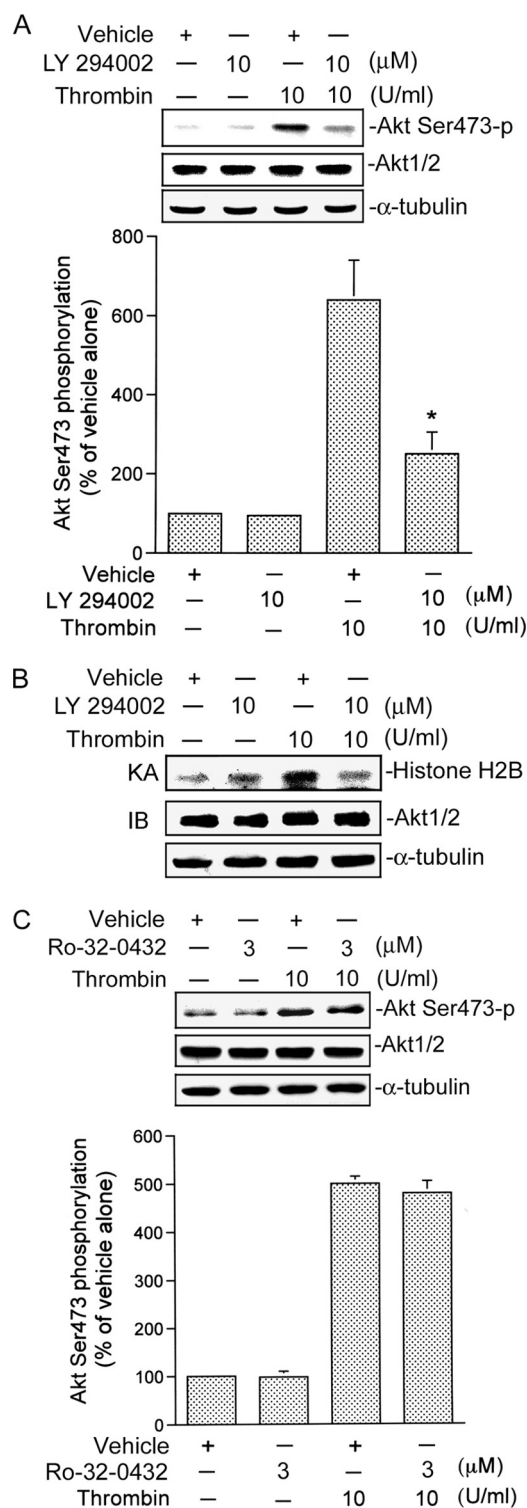 A
Vehicle + — + —
LY 294002 — 10 — 10 (μM)
Thrombin — — 10 10 (U/ml)
-Akt Ser473-p
-Akt1/2
-α-tubulin
Akt Ser473 phosphorylation
(% of vehicle alone)
800
600
400
200
0
*
Vehicle + — + —
LY 294002 — 10 — 10 (μM)
Thrombin — — 10 10 (U/ml)
B
Vehicle + — + —
LY 294002 — 10 — 10 (μM)
Thrombin — — 10 10 (U/ml)
KA -Histone H2B
IB -Akt1/2
-α-tubulin
C
Vehicle + — + —
Ro-32-0432 — 3 — 3 (μM)
Thrombin — — 10 10 (U/ml)
-Akt Ser473-p
-Akt1/2
-α-tubulin
Akt Ser473 phosphorylation
(% of vehicle alone)
600
500
400
300
200
100
0
Vehicle + — + —
Ro-32-0432 — 3 — 3 (μM)
Thrombin — — 10 10 (U/ml)